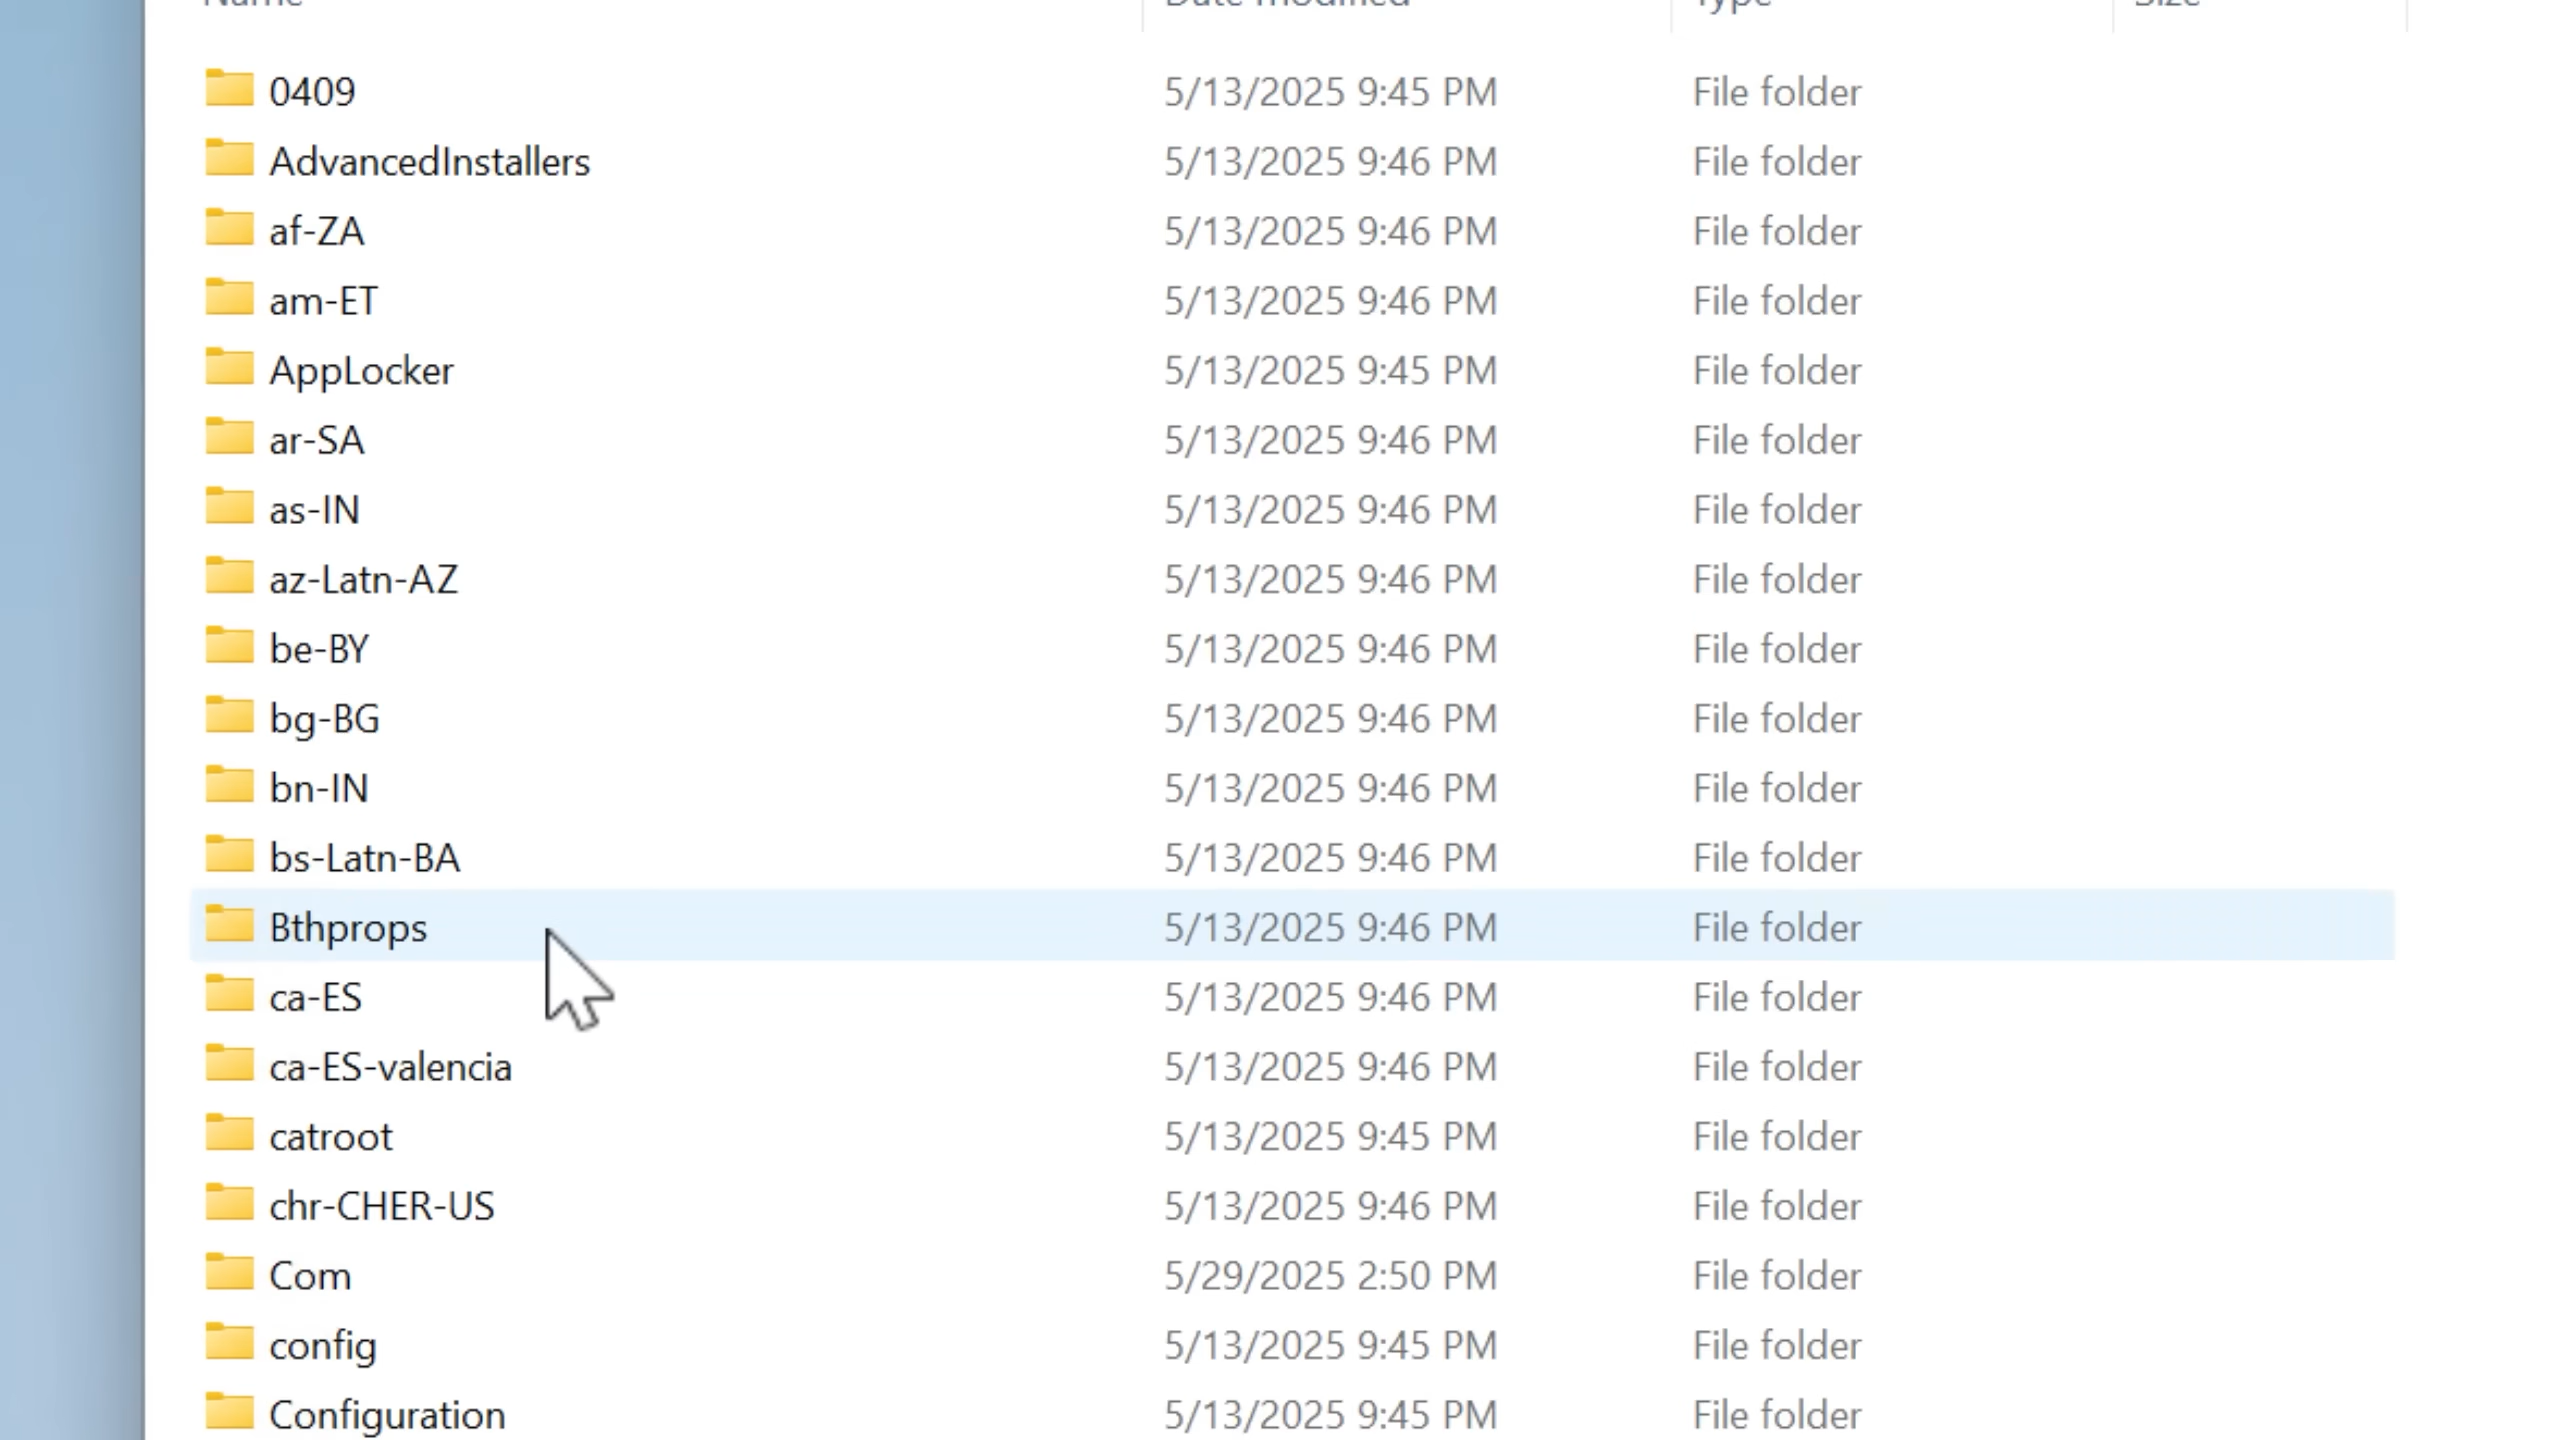 Name Date modified Type Size
0409 5/13/2025 9:45 PM File folder
AdvancedInstallers 5/13/2025 9:46 PM File folder
af-ZA 5/13/2025 9:46 PM File folder
am-ET 5/13/2025 9:46 PM File folder
AppLocker 5/13/2025 9:45 PM File folder
ar-SA 5/13/2025 9:46 PM File folder
as-IN 5/13/2025 9:46 PM File folder
az-Latn-AZ 5/13/2025 9:46 PM File folder
be-BY 5/13/2025 9:46 PM File folder
bg-BG 5/13/2025 9:46 PM File folder
bn-IN 5/13/2025 9:46 PM File folder
bs-Latn-BA 5/13/2025 9:46 PM File folder
Bthprops 5/13/2025 9:46 PM File folder
ca-ES 5/13/2025 9:46 PM File folder
ca-ES-valencia 5/13/2025 9:46 PM File folder
catroot 5/13/2025 9:45 PM File folder
chr-CHER-US 5/13/2025 9:46 PM File folder
Com 5/29/2025 2:50 PM File folder
config 5/13/2025 9:45 PM File folder
Configuration 5/13/2025 9:45 PM File folder